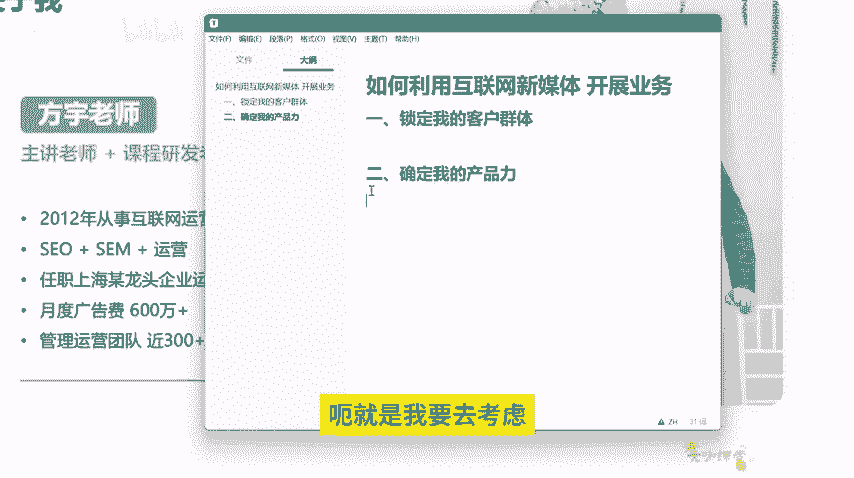 于我
方宇老师
主讲老师 + 课程研发
2012年从事互联网运营
SEO + SEM + 运营
任职上海某龙头企业运
月度广告费 600万+
管理运营团队 近300+
T
文件(F) 编辑(E) 段落(P) 格式(O) 视图(V) 主题(T) 帮助(H)
文件 大纲
如何利用互联网新媒体 开展业务
一、锁定我的客户群体
二、确定我的产品力
如何利用互联网新媒体 开展业务
一、锁定我的客户群体
二、确定我的产品力
ZH 31 词
呃就是我要去考虑